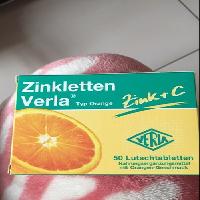 Zinkletten
Verla®
Typ Orange
Zink + C
VERLA
50 Lutschtabletten
Nahrungsergänzungsmittel
mit Orangen-Geschmack